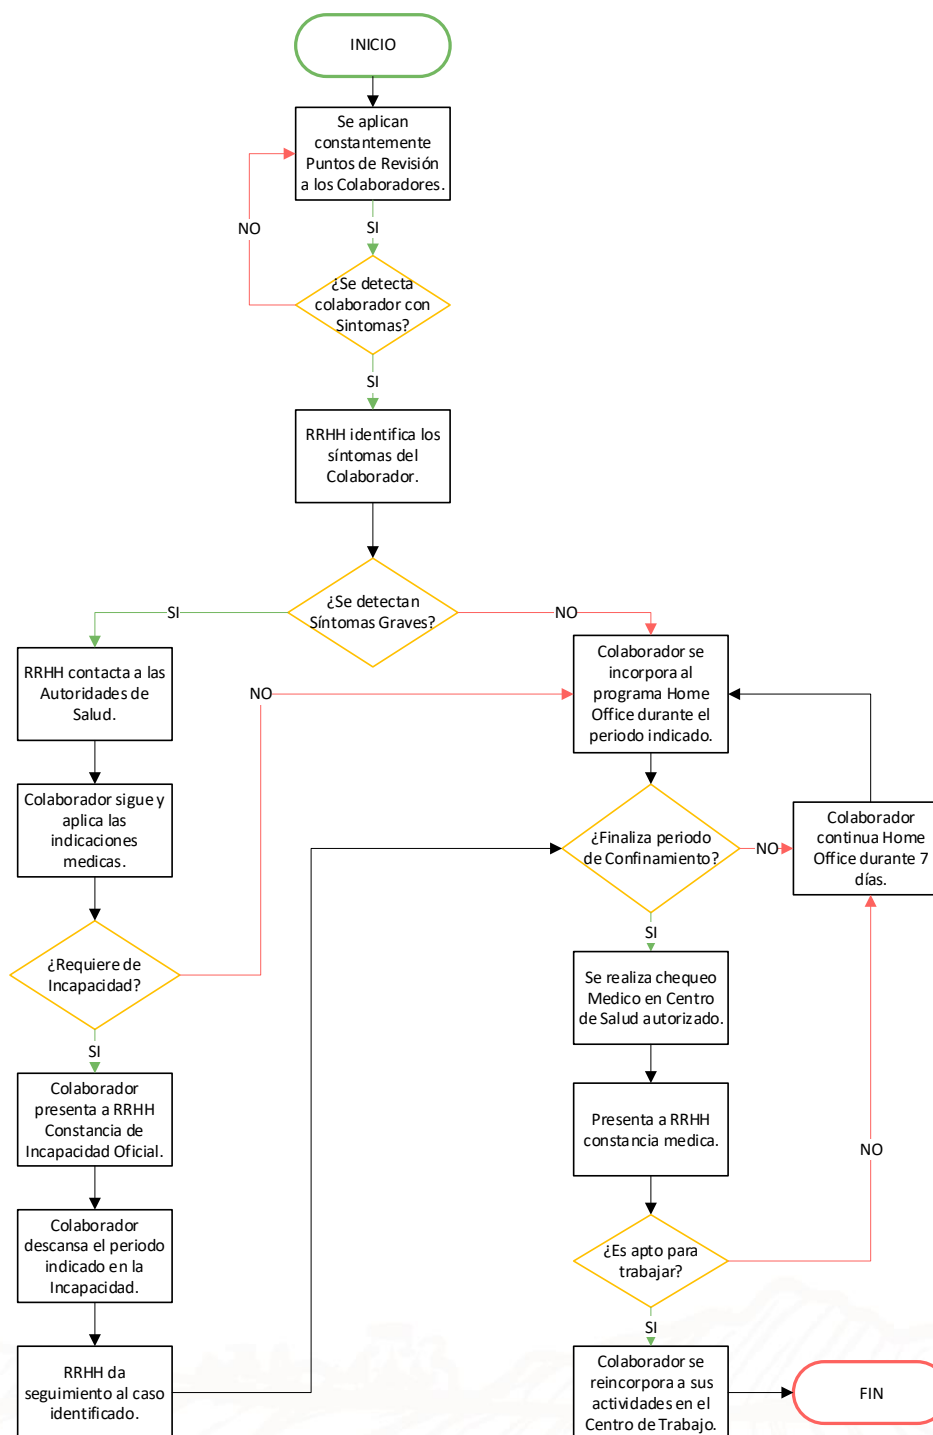 INICIO
Se aplican
constantemente
Puntos de Revisión
a los Colaboradores.
SI
NO
¿Se detecta
colaborador con
Sintomas?
SI
RRHH identifica los
síntomas del
Colaborador.
¿Se detectan
Síntomas Graves?
SI
NO
RRHH contacta a las
Autoridades de
Salud.
NO
Colaborador se
incorpora al
programa Home
Office durante el
periodo indicado.
Colaborador sigue y
aplica las
indicaciones
medicas.
¿Finaliza periodo
de Confinamiento?
NO
Colaborador
continua Home
Office durante 7
días.
SI
¿Requiere de
Incapacidad?
Se realiza chequeo
Medico en Centro
de Salud autorizado.
SI
Colaborador
presenta a RRHH
Constancia de
Incapacidad Oficial.
Presenta a RRHH
constancia medica.
NO
Colaborador
descansa el periodo
indicado en la
Incapacidad.
¿Es apto para
trabajar?
SI
RRHH da
seguimiento al caso
identificado.
Colaborador se
reincorpora a sus
actividades en el
Centro de Trabajo.
FIN